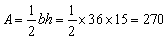 A = 1/2 bh = 1/2 × 36 × 15 = 270